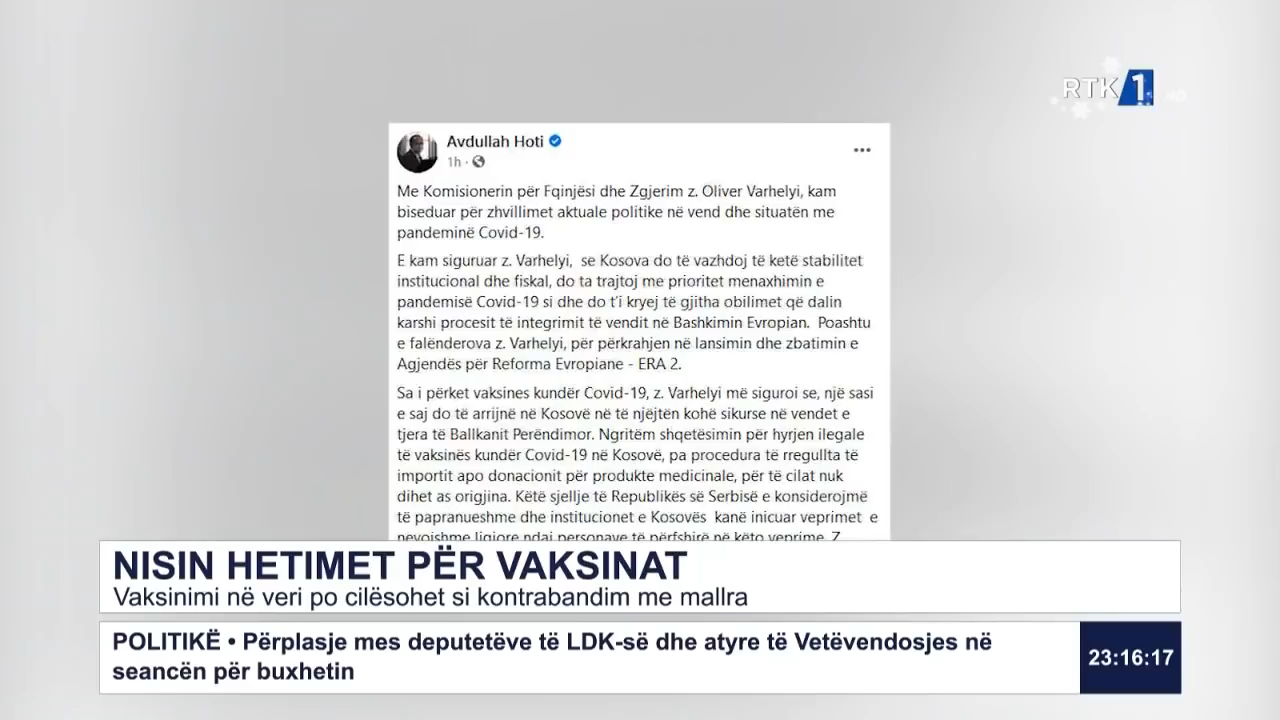 RTK 1
Avdullah Hoti
1h
Me Komisionerin për Fqinjësi dhe Zgjerim z. Oliver Varhelyi, kam
biseduar për zhvillimet aktuale politike në vend dhe situatën me
pandeminë Covid-19.
E kam siguruar z. Varhelyi, se Kosova do të vazhdoj të ketë stabilitet
institucional dhe fiskal, do ta trajtoj me prioritet menaxhimin e
pandemisë Covid-19 si dhe do t'i kryej të gjitha obilimet që dalin
karshi procesit të integrimit të vendit në Bashkimin Evropian. Poashtu
e falënderova z. Varhelyi, për përkrahjen në lansimin dhe zbatimin e
Agjendës për Reforma Evropiane - ERA 2.
Sa i përket vaksines kundër Covid-19, z. Varhelyi më siguroi se, një sasi
e saj do të arrijnë në Kosovë në të njëjtën kohë sikurse në vendet e
tjera të Ballkanit Perëndimor. Ngritëm shqetësimin për hyrjen ilegale
të vaksinës kundër Covid-19 në Kosovë, pa procedura të rregullta të
importit apo donacionit për produkte medicinale, për të cilat nuk
dihet as origjina. Këtë sjellje të Republikës së Serbisë e konsiderojmë
të papranueshme dhe institucionet e Kosovës kanë inicuar veprimet e
nevojshme ligjore ndaj personave të përfshirë në këto veprime. Z.
NISIN HETIMET PËR VAKSINAT
Vaksinimi në veri po cilësohet si kontrabandim me mallra
POLITIKË • Përplasje mes deputetëve të LDK-së dhe atyre të Vetëvendosjes në
seancën për buxhetin
23:16:17